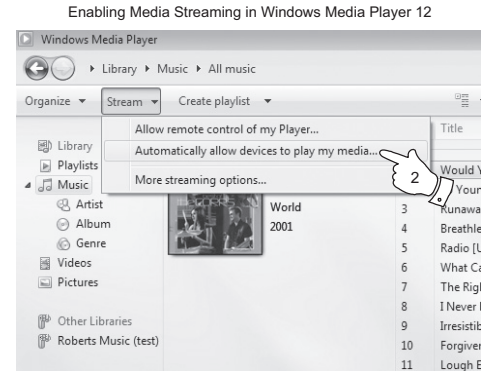 Enabling Media Streaming in Windows Media Player 12
Windows Media Player
Library Music All music
Organize Stream Create playlist
Allow remote control of my Player...
Automatically allow devices to play my media...
More streaming options...
2
Library
Playlists
Music
Artist
Album
Genre
Videos
Pictures
Other Libraries
Roberts Music (test)
World
2001
Title
Would Y
Youn
3 Runawa
4 Breathle
5 Radio [U
6 What Ca
7 The Righ
8 I Never l
9 Irresistib
10 Forgiver
11 Lough E